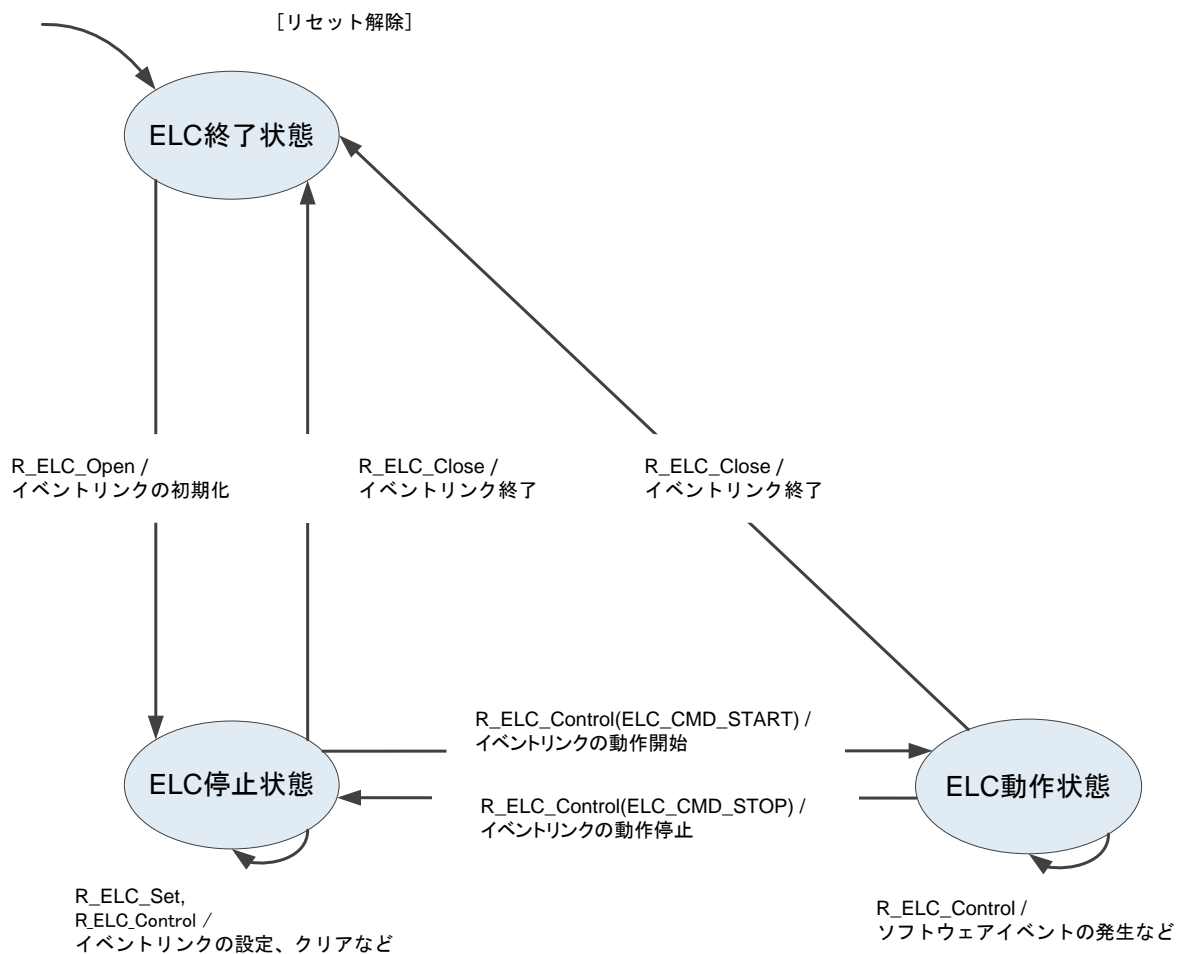 ［リセット解除］
ELC終了状態
R_ELC_Open /
イベントリンクの初期化
R_ELC_Close /
イベントリンク終了
R_ELC_Close /
イベントリンク終了
R_ELC_Control(ELC_CMD_START) /
イベントリンクの動作開始
ELC停止状態
ELC動作状態
R_ELC_Control(ELC_CMD_STOP) /
イベントリンクの動作停止
R_ELC_Set,
R_ELC_Control /
イベントリンクの設定、クリアなど
R_ELC_Control /
ソフトウェアイベントの発生など